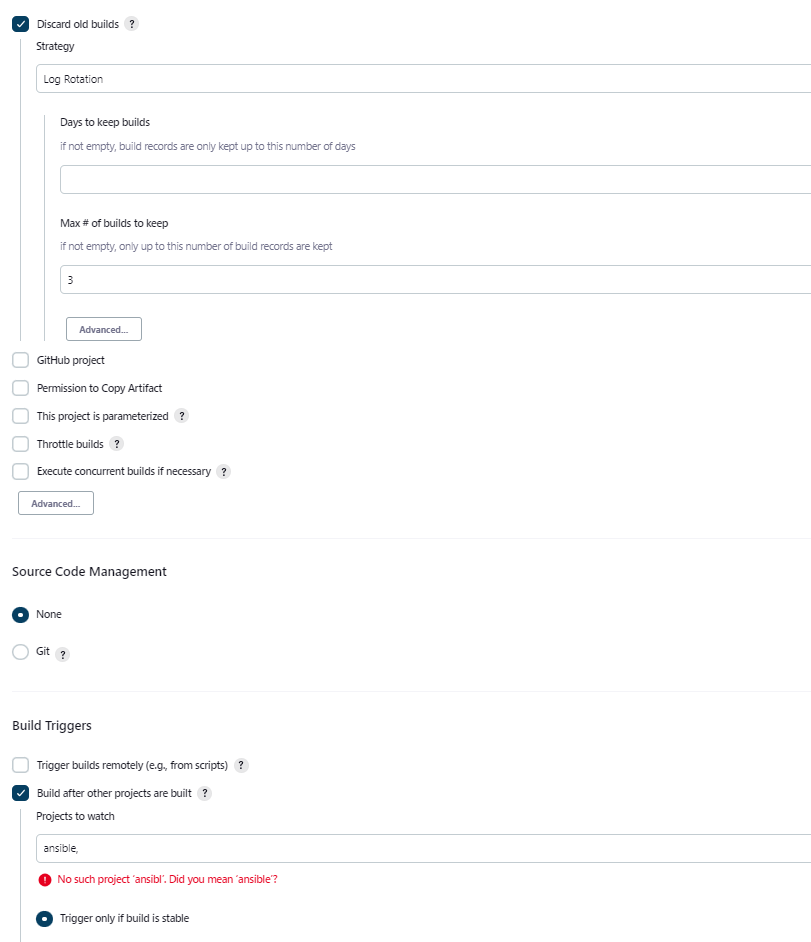 Discard old builds ?
Strategy
Log Rotation
Days to keep builds
if not empty, build records are only kept up to this number of days
Max # of builds to keep
if not empty, only up to this number of build records are kept
3
Advanced...
GitHub project
Permission to Copy Artifact
This project is parameterized ?
Throttle builds ?
Execute concurrent builds if necessary ?
Advanced...
Source Code Management
None
Git ?
Build Triggers
Trigger builds remotely (e.g., from scripts) ?
Build after other projects are built ?
Projects to watch
ansible,
No such project 'ansibl'. Did you mean 'ansible'?
Trigger only if build is stable